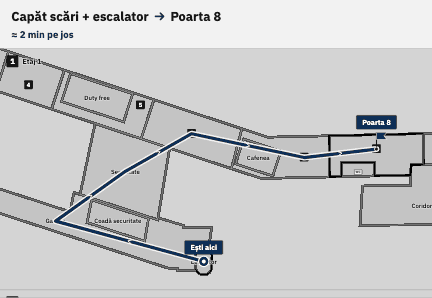 Capăt scări + escalator → Poarta 8
≈ 2 min pe jos
1 Etaj 1
4
Duty free
5
Poarta 8
Cafenea
Coridor
Coadă securitate
Ești aici